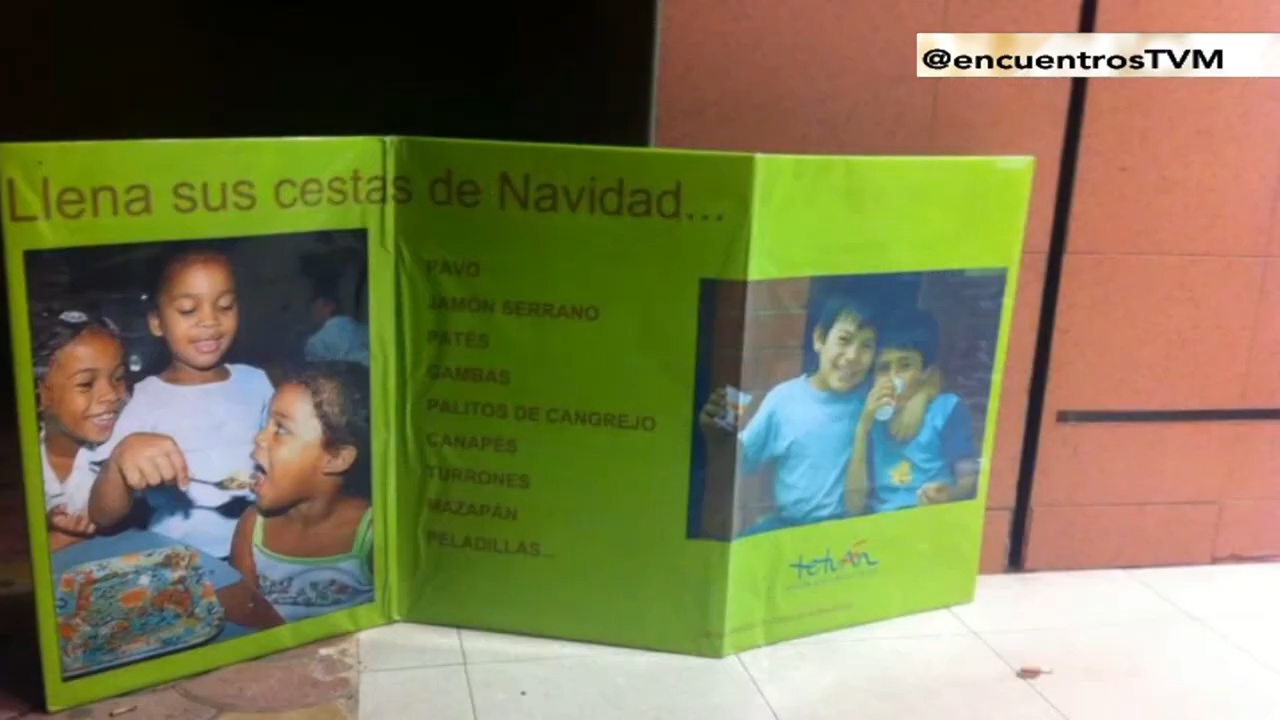 @encuentrosTVM
Llena sus cestas de Navidad...
PAVO
JAMÓN SERRANO
PATÉS
GAMBAS
PALITOS DE CANGREJO
CANAPÉS
TURRONES
MAZAPÁN
PELADILLAS...
tetuán